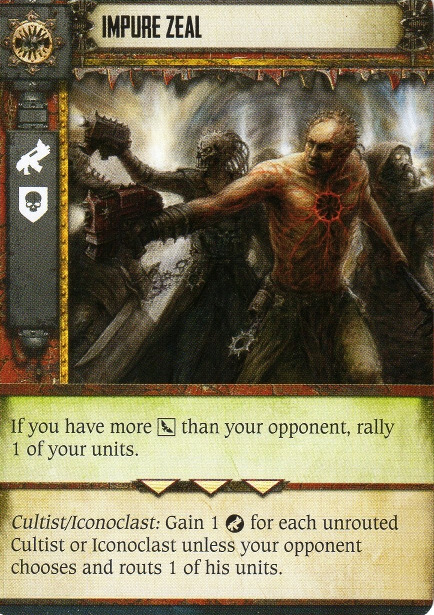 IMPURE ZEAL
If you have more than your opponent, rally
1 of your units.
Cultist/Iconoclast: Gain 1 for each unrouted
Cultist or Iconoclast unless your opponent
chooses and routs 1 of his units.